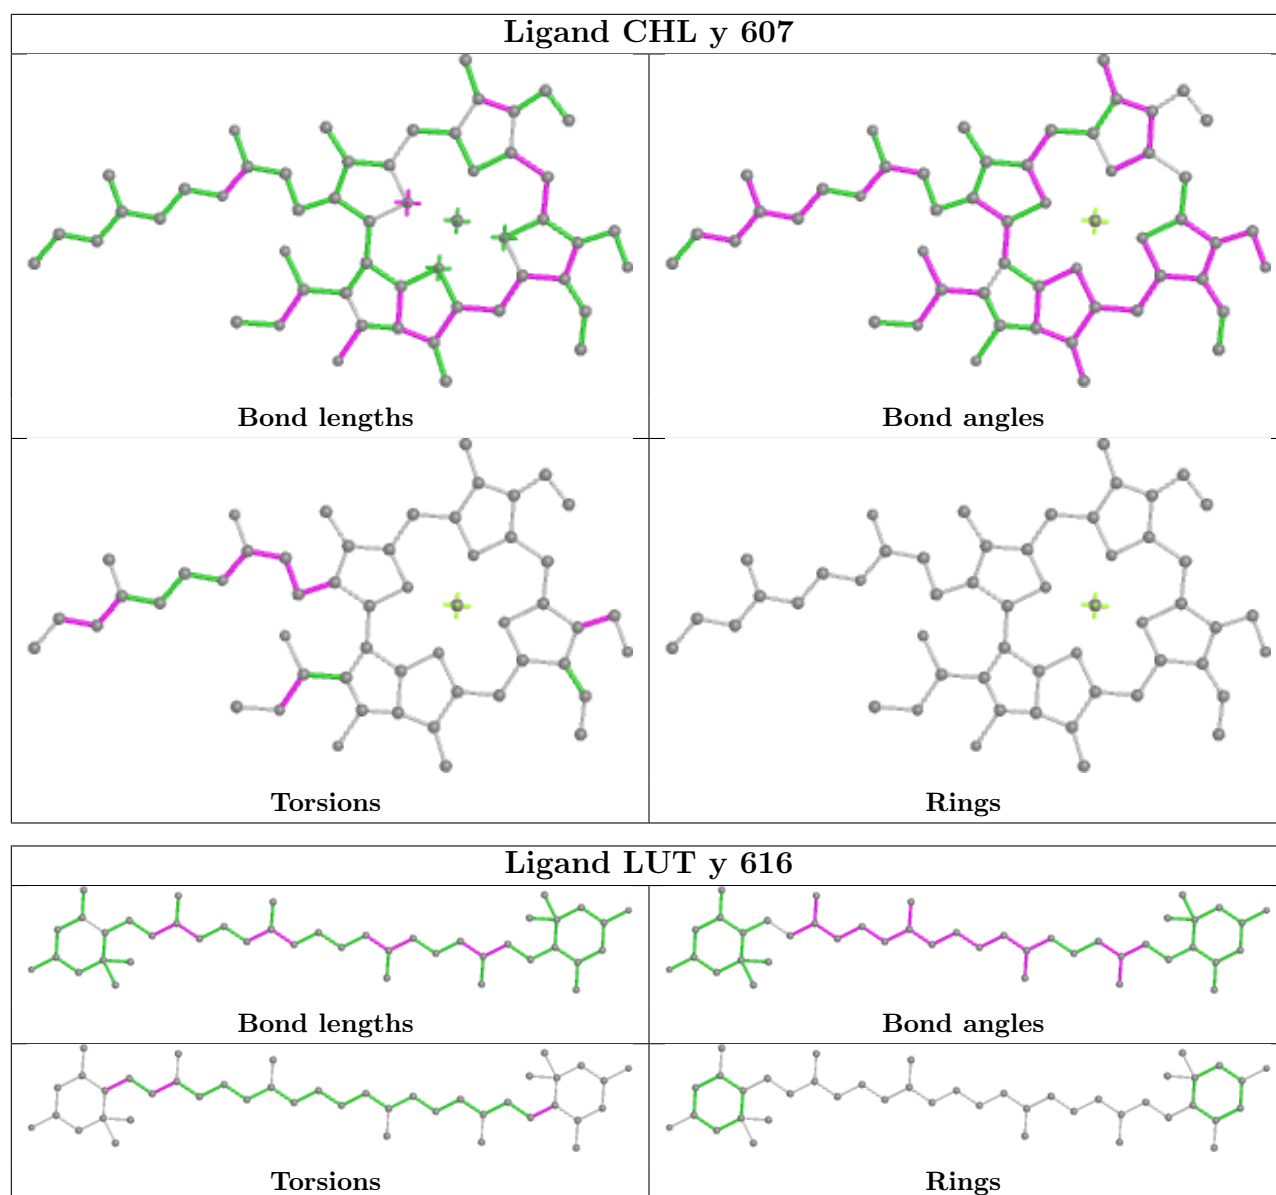 Ligand CHL y 607
Bond lengths
Bond angles
Torsions
Rings
Ligand LUT y 616
Bond lengths
Bond angles
Torsions
Rings